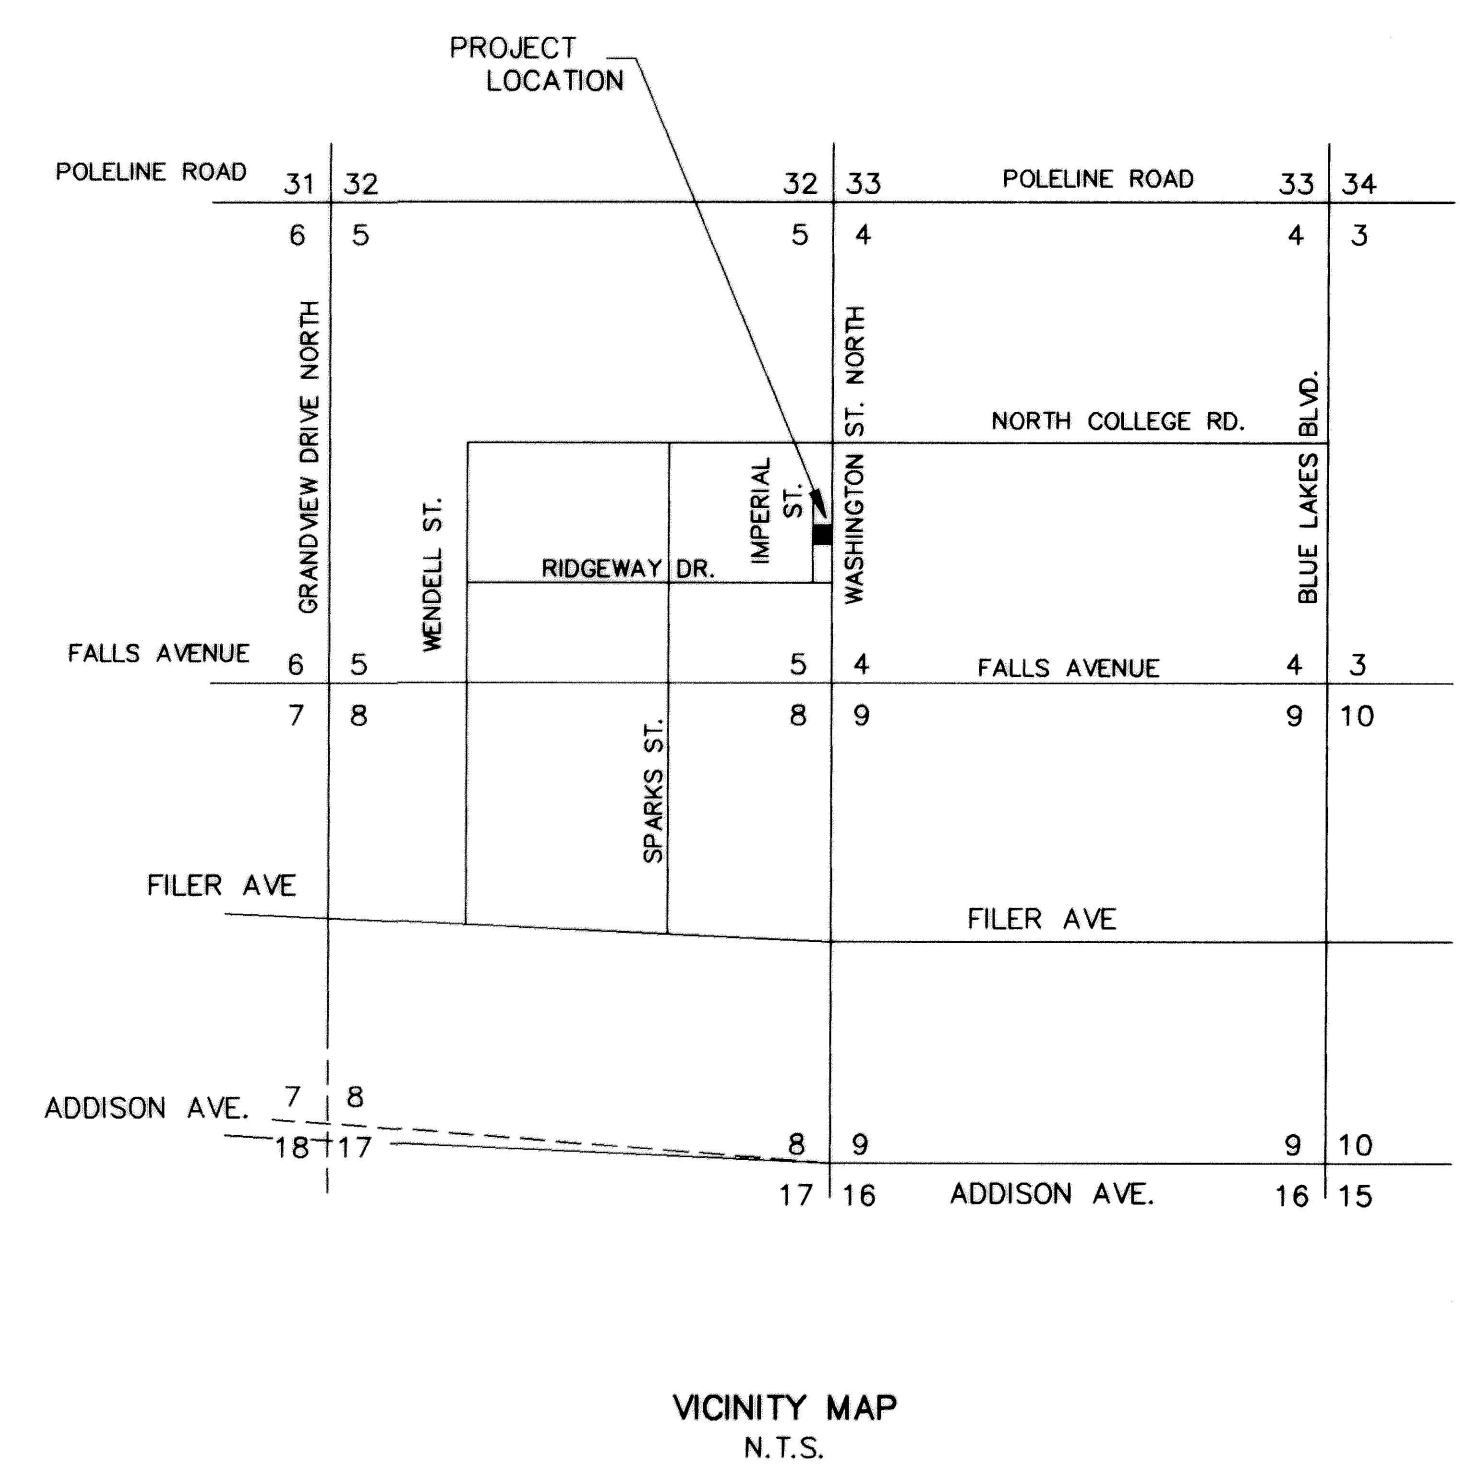 PROJECT
LOCATION
POLELINE ROAD
31 32
32 33
POLELINE ROAD
33 34
6 5
5 4
4 3
GRANDVIEW DRIVE NORTH
WASHINGTON ST. NORTH
BLUE LAKES BLVD.
NORTH COLLEGE RD.
IMPERIAL
ST.
WENDELL ST.
RIDGEWAY DR.
FALLS AVENUE
6 5
5 4
FALLS AVENUE
4 3
7 8
8 9
9 10
SPARKS ST.
FILER AVE
FILER AVE
ADDISON AVE.
7 8
18 17
8 9
9 10
17 16
ADDISON AVE.
16 15
VICINITY MAP
N.T.S.